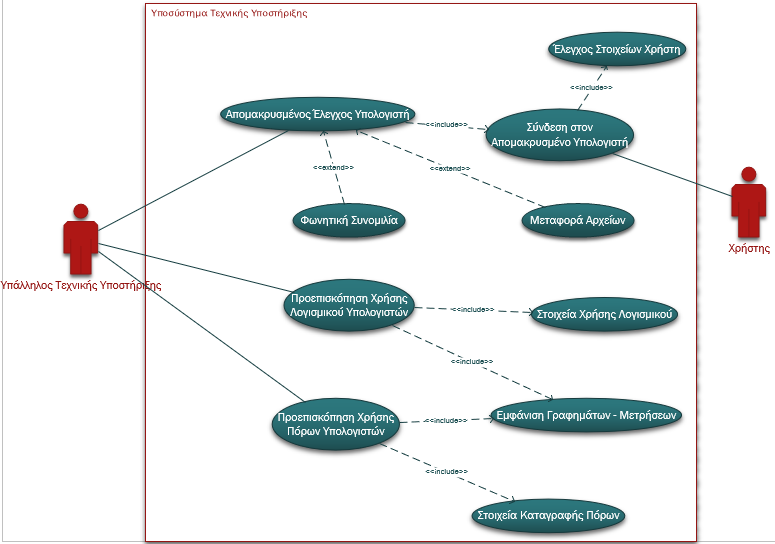 Υποσύστημα Τεχνικής Υποστήριξης
Έλεγχος Στοιχείων Χρήστη
<<include>>
Απομακρυσμένος Έλεγχος Υπολογιστή
<<include>>
Σύνδεση στον
Απομακρυσμένο Υπολογιστή
<<extend>>
<<extend>>
Φωνητική Συνομιλία
Μεταφορά Αρχείων
Χρήστης
Υπάλληλος Τεχνικής Υποστήριξης
Προεπισκόπηση Χρήσης
Λογισμικού Υπολογιστών
<<include>>
Στοιχεία Χρήσης Λογισμικού
<<include>>
Προεπισκόπηση Χρήσης
Πόρων Υπολογιστών
<<include>>
Εμφάνιση Γραφημάτων - Μετρήσεων
<<include>>
Στοιχεία Καταγραφής Πόρων